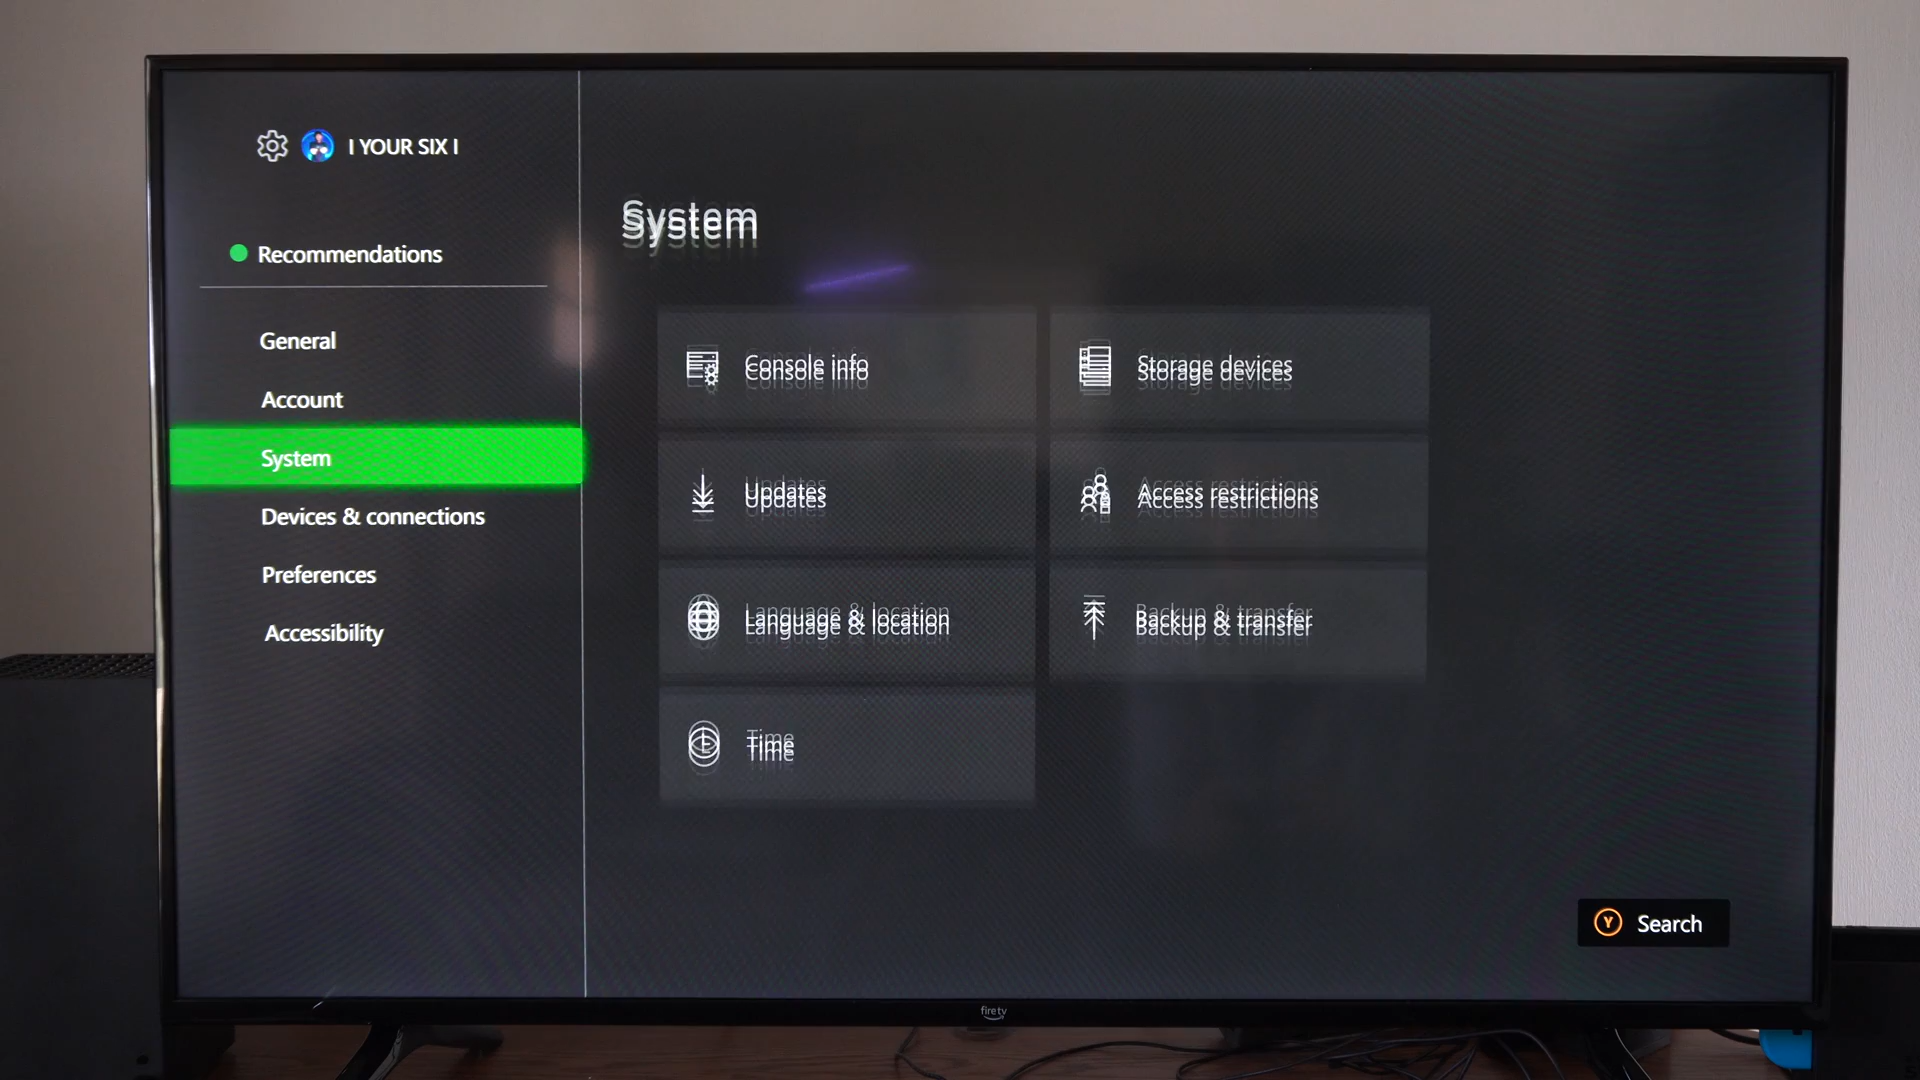 I YOUR SIX I
Recommendations
General
Account
System
Devices & connections
Preferences
Accessibility
System
Console info
Storage devices
Updates
Access restrictions
Language & location
Backup & transfer
Time
Y Search
fire tv